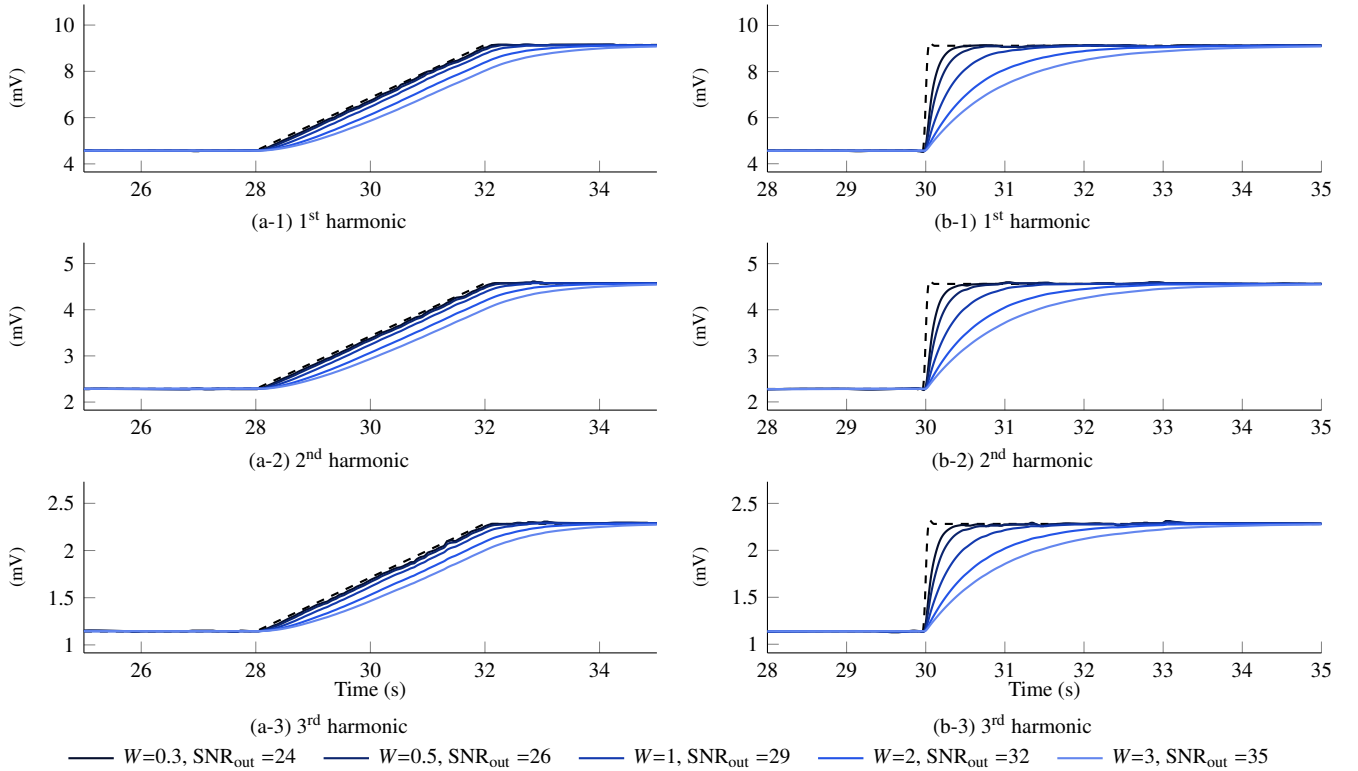 10
8
6
4
(mV)
26 28 30 32 34
(a-1) 1st harmonic
10
8
6
4
(mV)
28 29 30 31 32 33 34 35
(b-1) 1st harmonic
5
4
3
2
(mV)
26 28 30 32 34
(a-2) 2nd harmonic
5
4
3
2
(mV)
28 29 30 31 32 33 34 35
(b-2) 2nd harmonic
2.5
2
1.5
1
(mV)
26 28 30 32 34
Time (s)
(a-3) 3rd harmonic
2.5
2
1.5
1
(mV)
28 29 30 31 32 33 34 35
Time (s)
(b-3) 3rd harmonic
W=0.3, SNRout =24 W=0.5, SNRout =26 W=1, SNRout =29 W=2, SNRout =32 W=3, SNRout =35